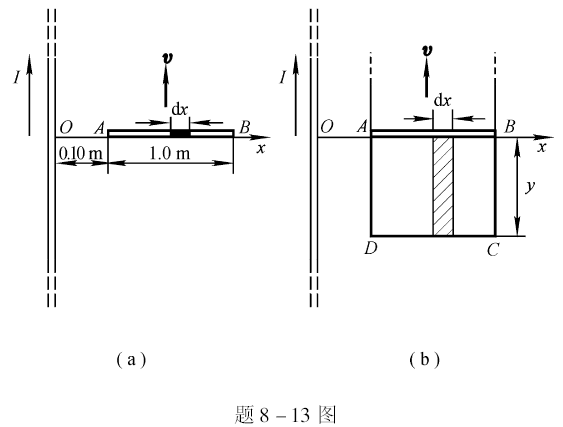 I
v
dx
O A B
x
0.10 m 1.0 m
(a)
I
v
dx
O A B
x
y
D C
(b)
题 8-13 图